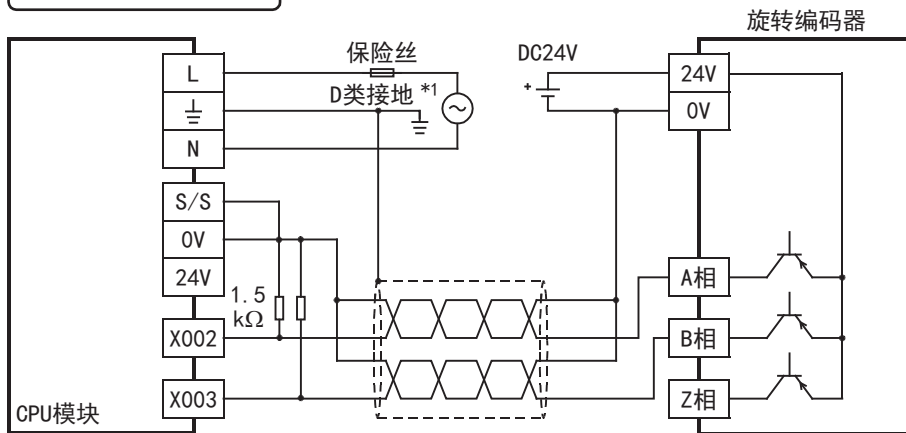 旋转编码器
保险丝
DC24V
L
24V
D类接地 *1
+
0V
N
S/S
0V
24V
A相
1.5
kΩ
X002
B相
X003
Z相
CPU模块